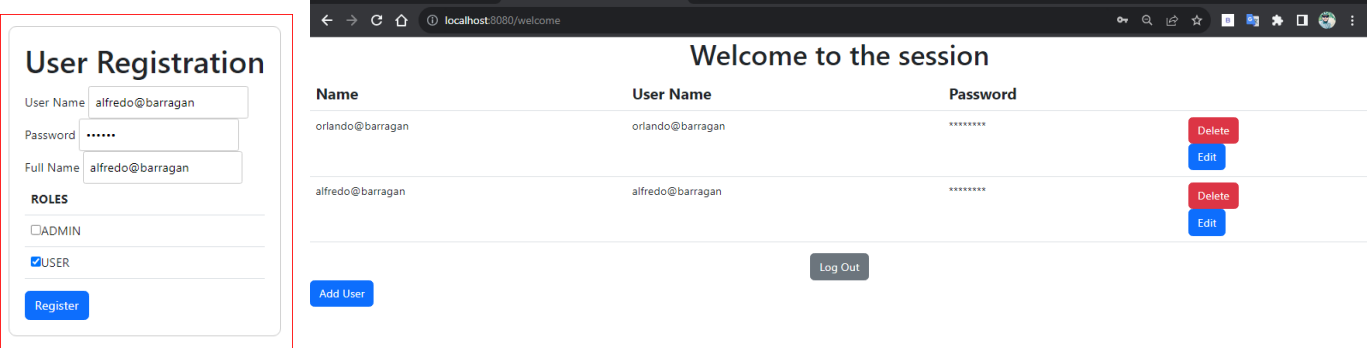 User Registration
User Name alfredo@barragan
Password ••••••
Full Name alfredo@barragan
ROLES
ADMIN
USER
Register
localhost:8080/welcome
Welcome to the session
Name User Name Password
orlando@barragan orlando@barragan ******** Delete
Edit
alfredo@barragan alfredo@barragan ******** Delete
Edit
Log Out
Add User